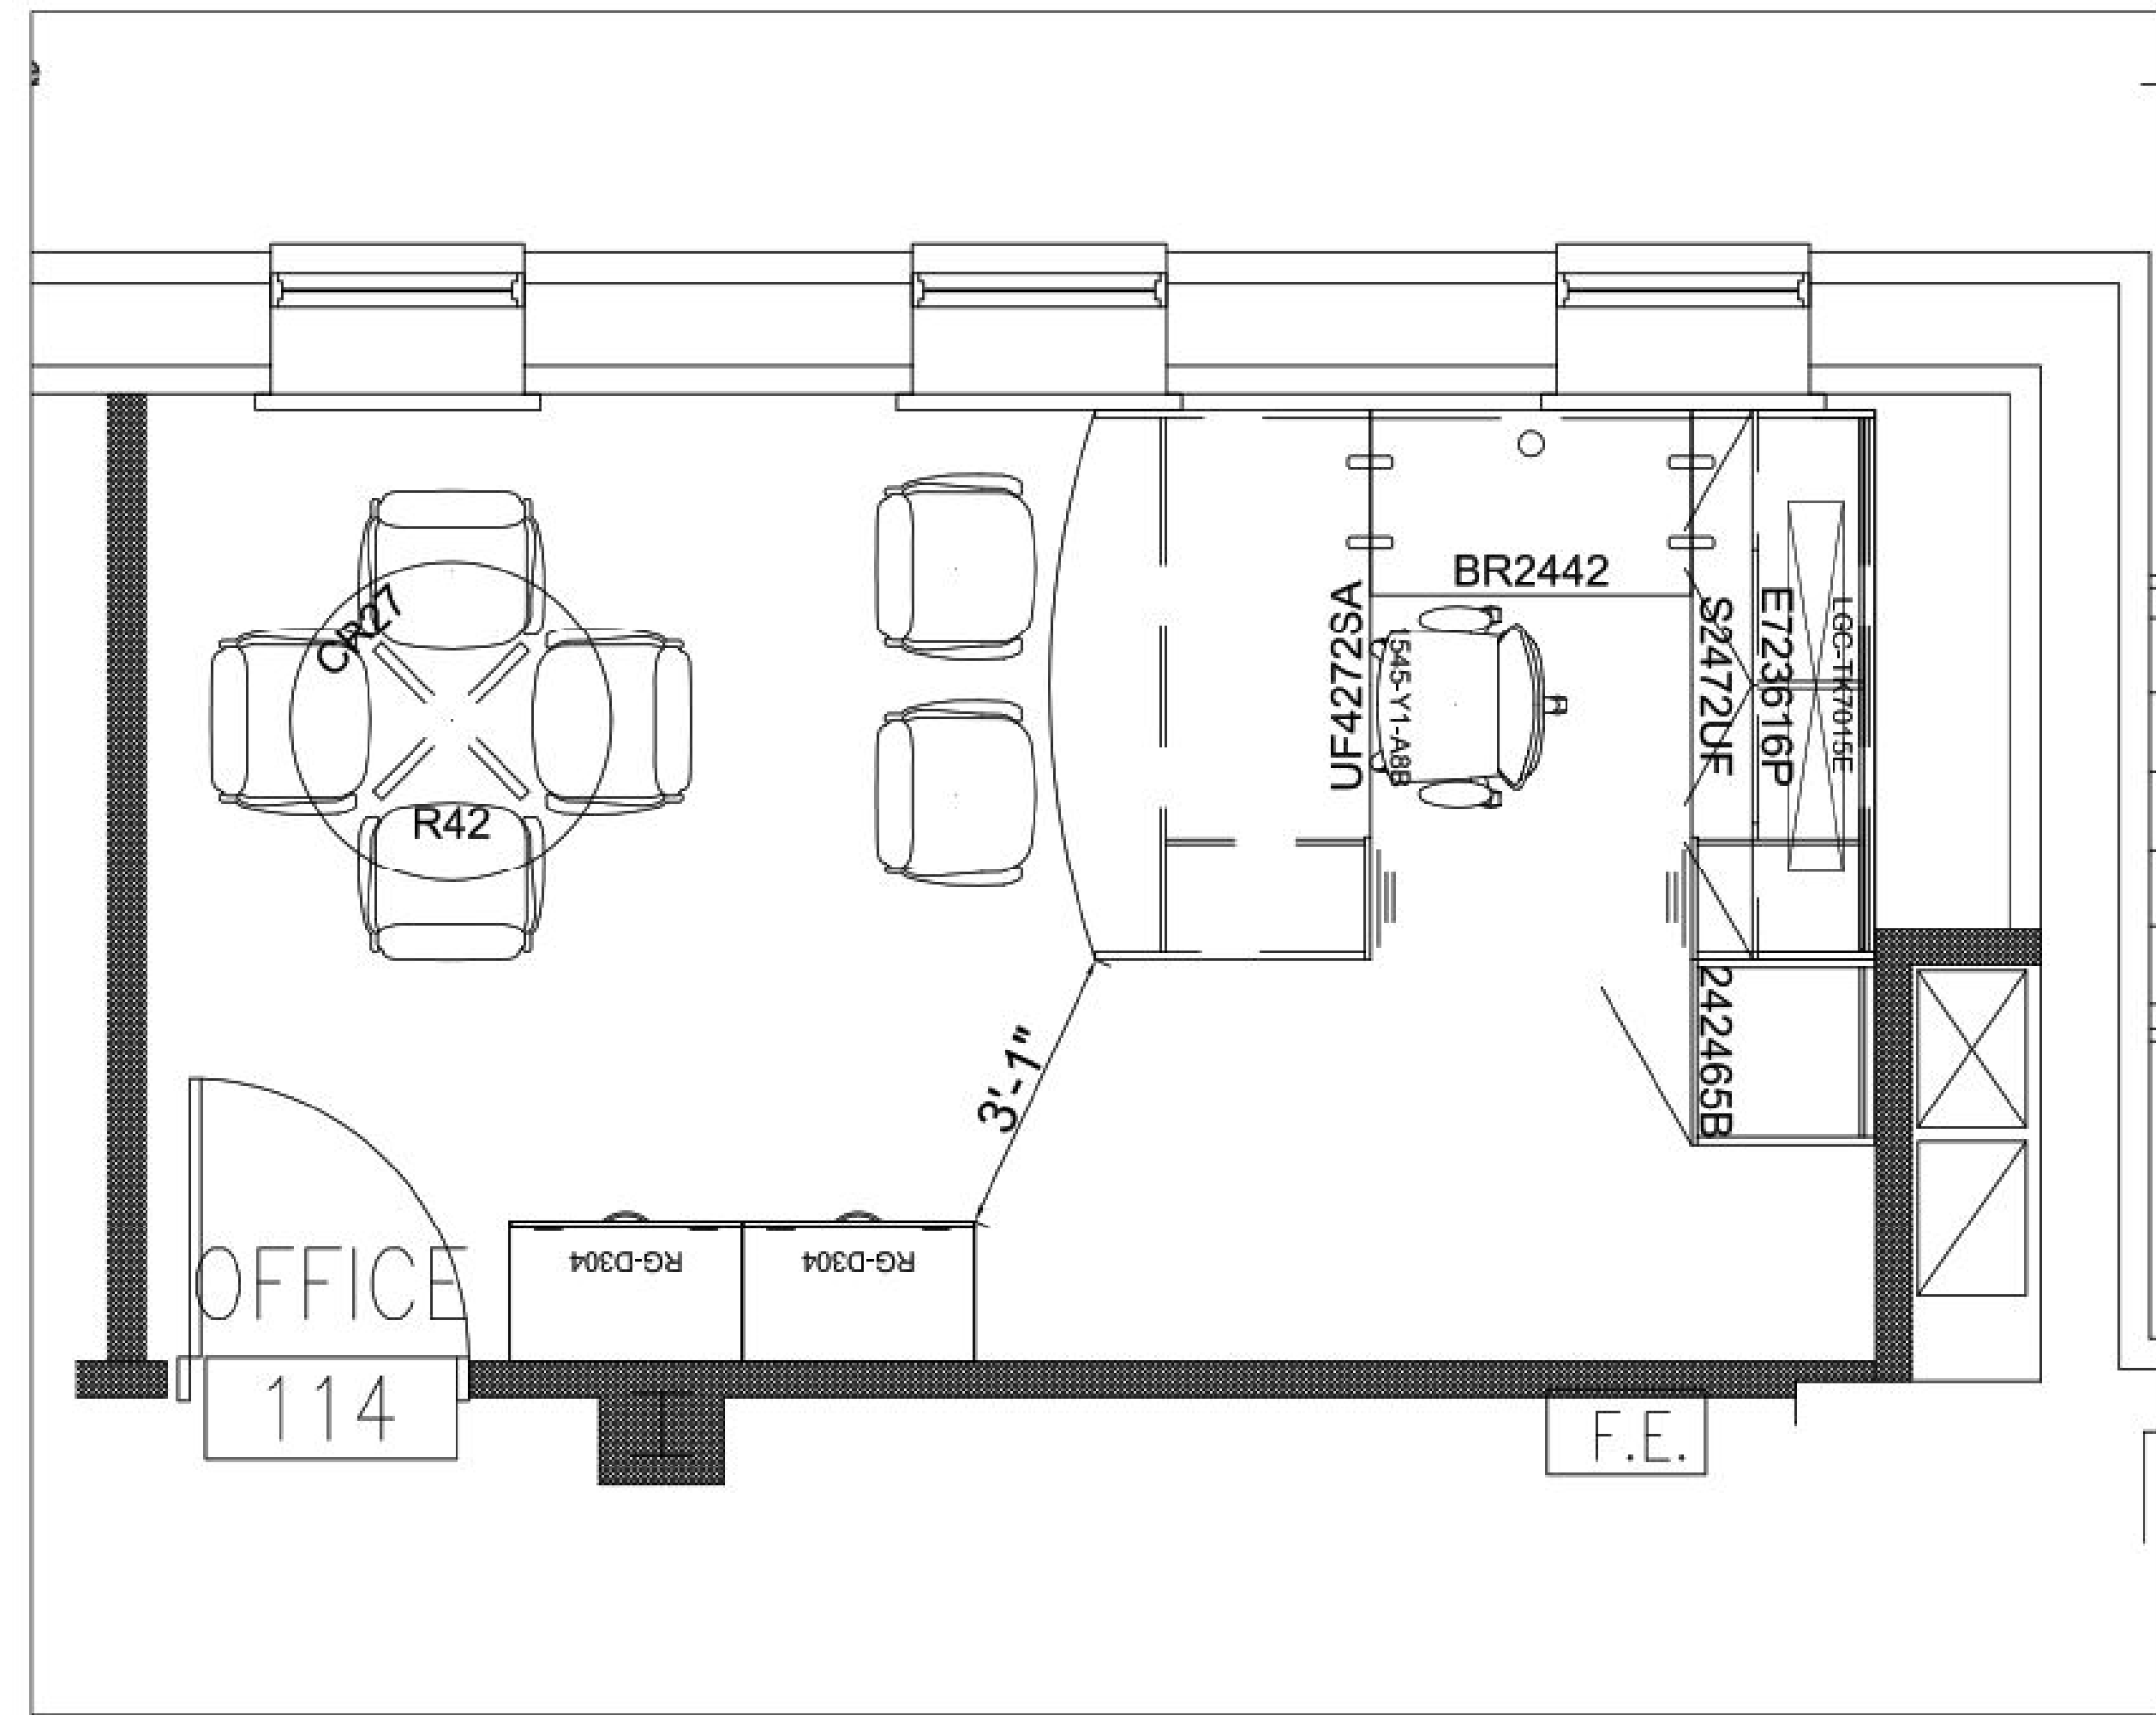 BR2442
CR27
UF4272SA
1545-Y1-A8B
S2472UF
E723616P
LGC-TK7015E
R42
242465B
3'-1"
OFFICE
RG-D304
RG-D304
114
F.E.